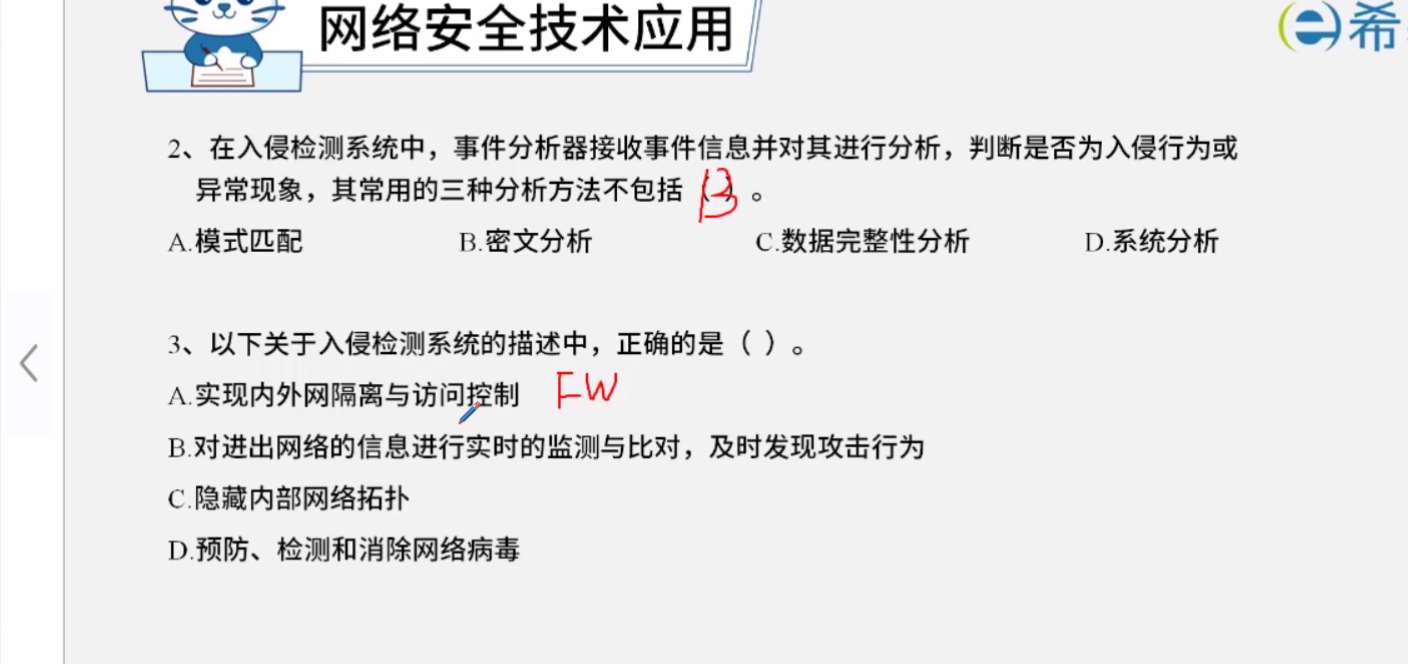 网络安全技术应用
希
2、在入侵检测系统中，事件分析器接收事件信息并对其进行分析，判断是否为入侵行为或
异常现象，其常用的三种分析方法不包括（ ）。
B
A.模式匹配 B.密文分析 C.数据完整性分析 D.系统分析
3、以下关于入侵检测系统的描述中，正确的是（ ）。
A.实现内外网隔离与访问控制 FW
B.对进出网络的信息进行实时的监测与比对，及时发现攻击行为
C.隐藏内部网络拓扑
D.预防、检测和消除网络病毒